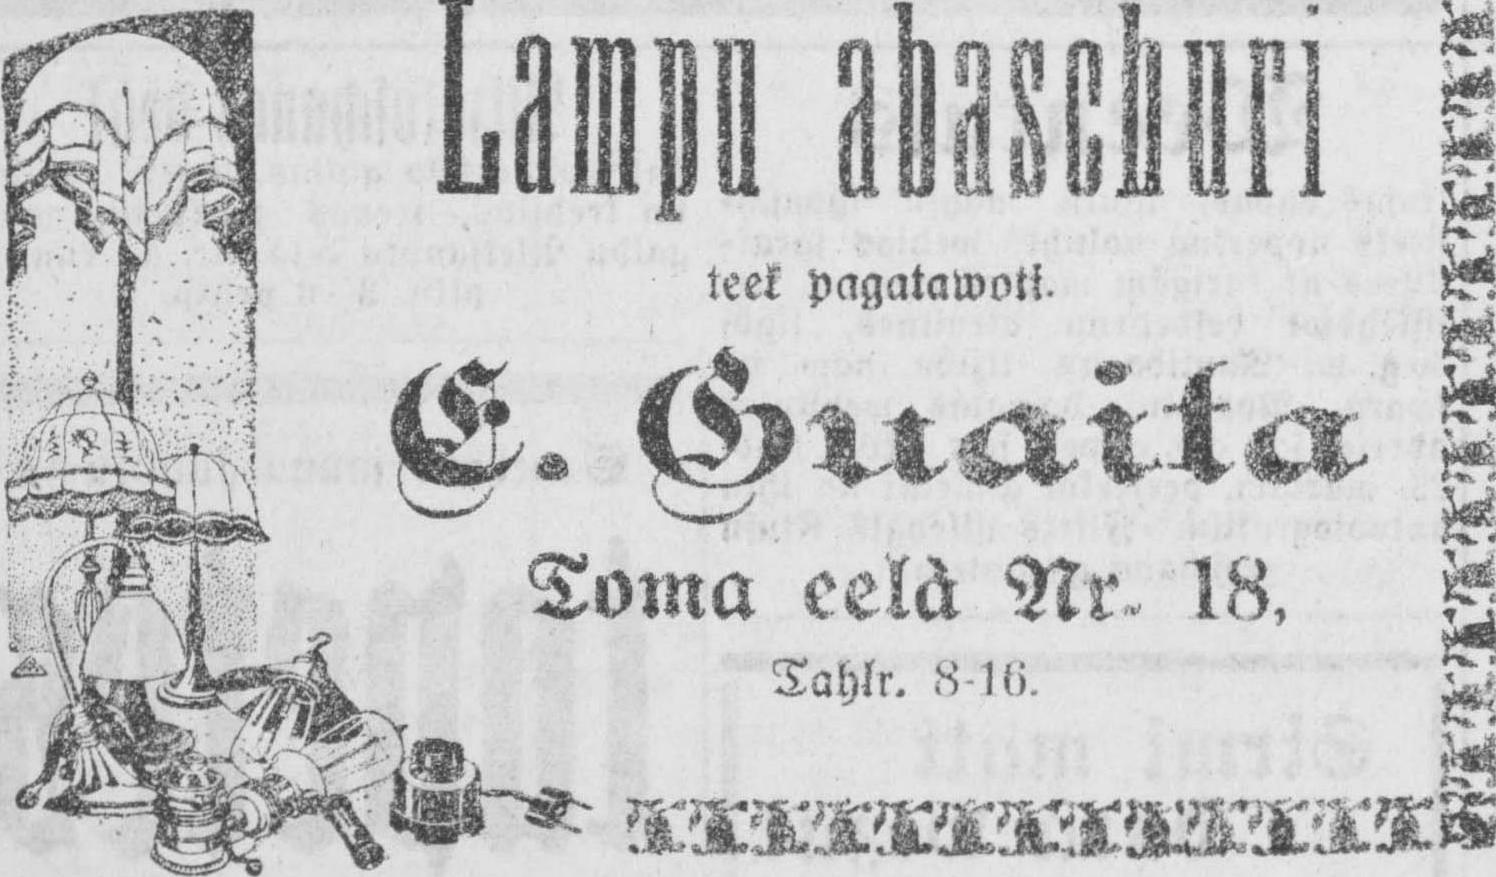 Lampu abaschuri
teek pagatawoti.
E. Guaita
Toma eelà Nr. 18,
Tahlr. 8-16.